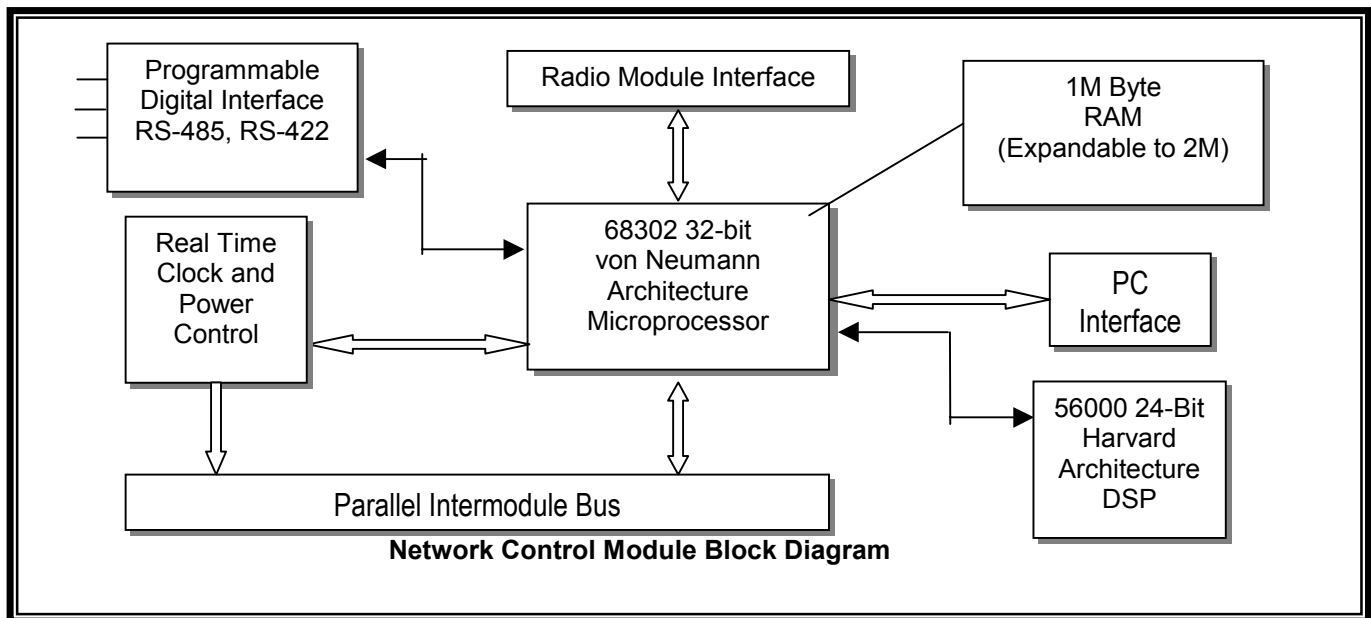 Programmable
Digital Interface
RS-485, RS-422
Radio Module Interface
1M Byte
RAM
(Expandable to 2M)
Real Time
Clock and
Power
Control
68302 32-bit
von Neumann
Architecture
Microprocessor
PC
Interface
56000 24-Bit
Harvard
Architecture
DSP
Parallel Intermodule Bus
Network Control Module Block Diagram